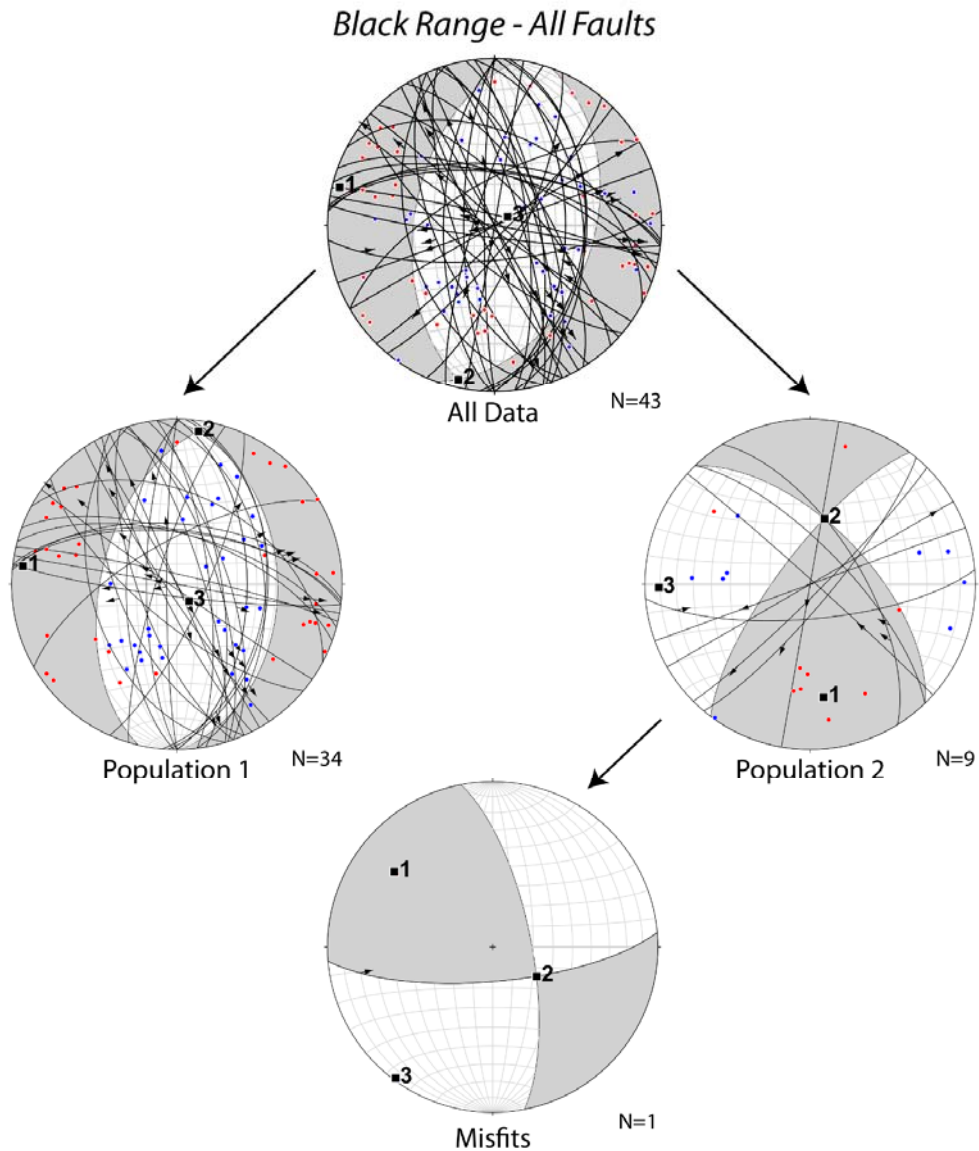 Black Range - All Faults
1
3
2
All Data
N=43
2
1
3
Population 1
N=34
2
3
1
Population 2
N=9
1
2
3
Misfits
N=1